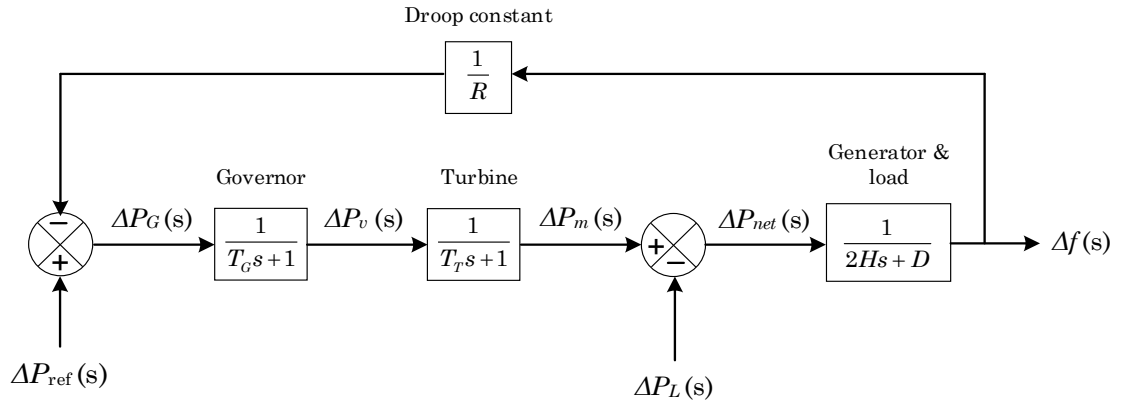 Droop constant
1
R
Generator &
load
Governor
Turbine
ΔP_G (s)
1
T_G s + 1
ΔP_v (s)
1
T_T s + 1
ΔP_m (s)
ΔP_net (s)
1
2Hs + D
Δf (s)
−
+
+
−
ΔP_ref (s)
ΔP_L (s)